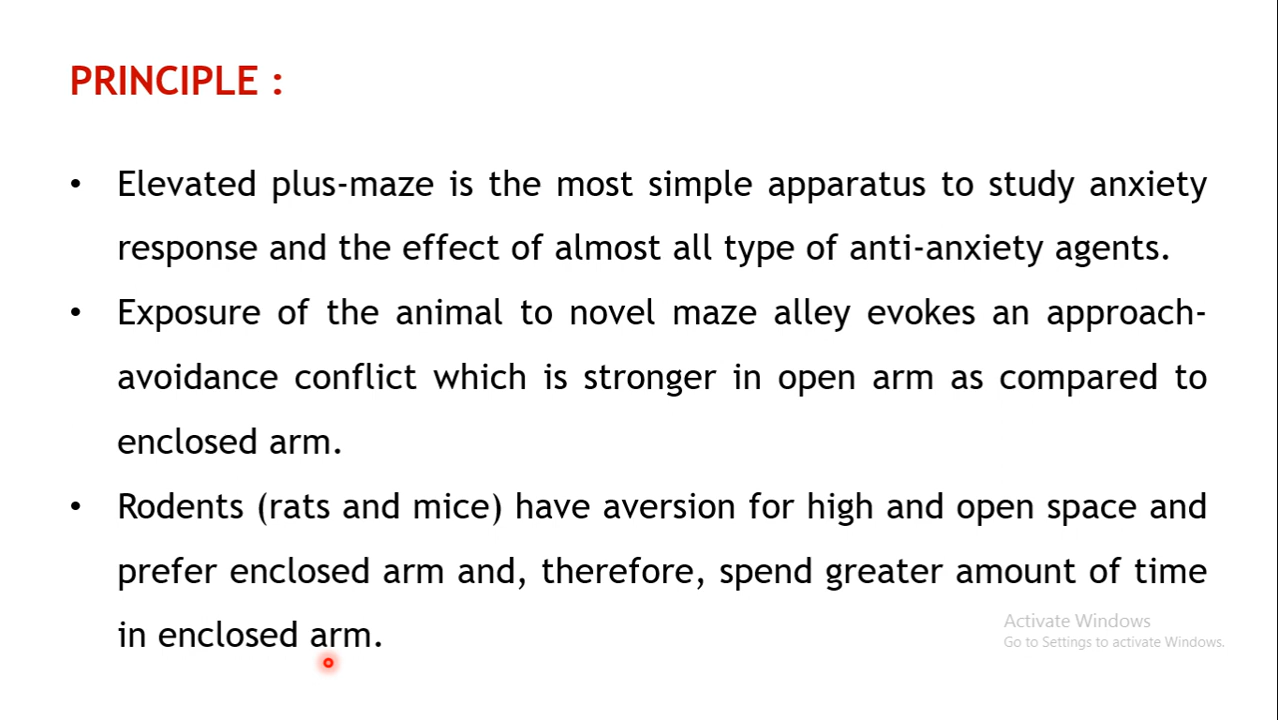 PRINCIPLE :
• Elevated plus-maze is the most simple apparatus to study anxiety
response and the effect of almost all type of anti-anxiety agents.
• Exposure of the animal to novel maze alley evokes an approach-
avoidance conflict which is stronger in open arm as compared to
enclosed arm.
• Rodents (rats and mice) have aversion for high and open space and
prefer enclosed arm and, therefore, spend greater amount of time
in enclosed arm.
Activate Windows
Go to Settings to activate Windows.